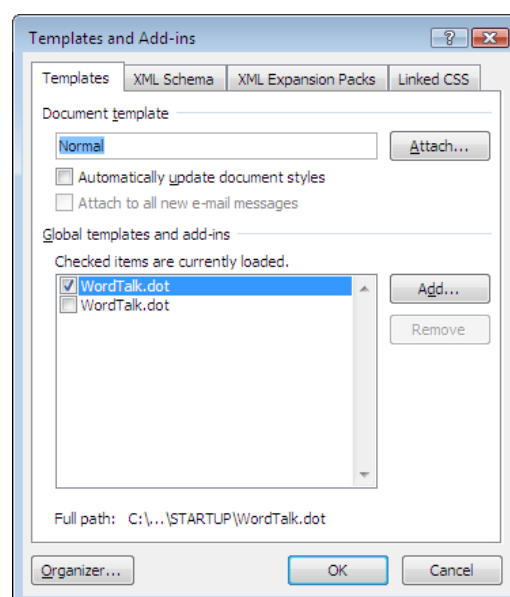 Templates and Add-ins
Templates XML Schema XML Expansion Packs Linked CSS
Document template
Normal Attach...
Automatically update document styles
Attach to all new e-mail messages
Global templates and add-ins
Checked items are currently loaded.
WordTalk.dot Add...
WordTalk.dot
Remove
Full path: C:\...\STARTUP\WordTalk.dot
Organizer... OK Cancel